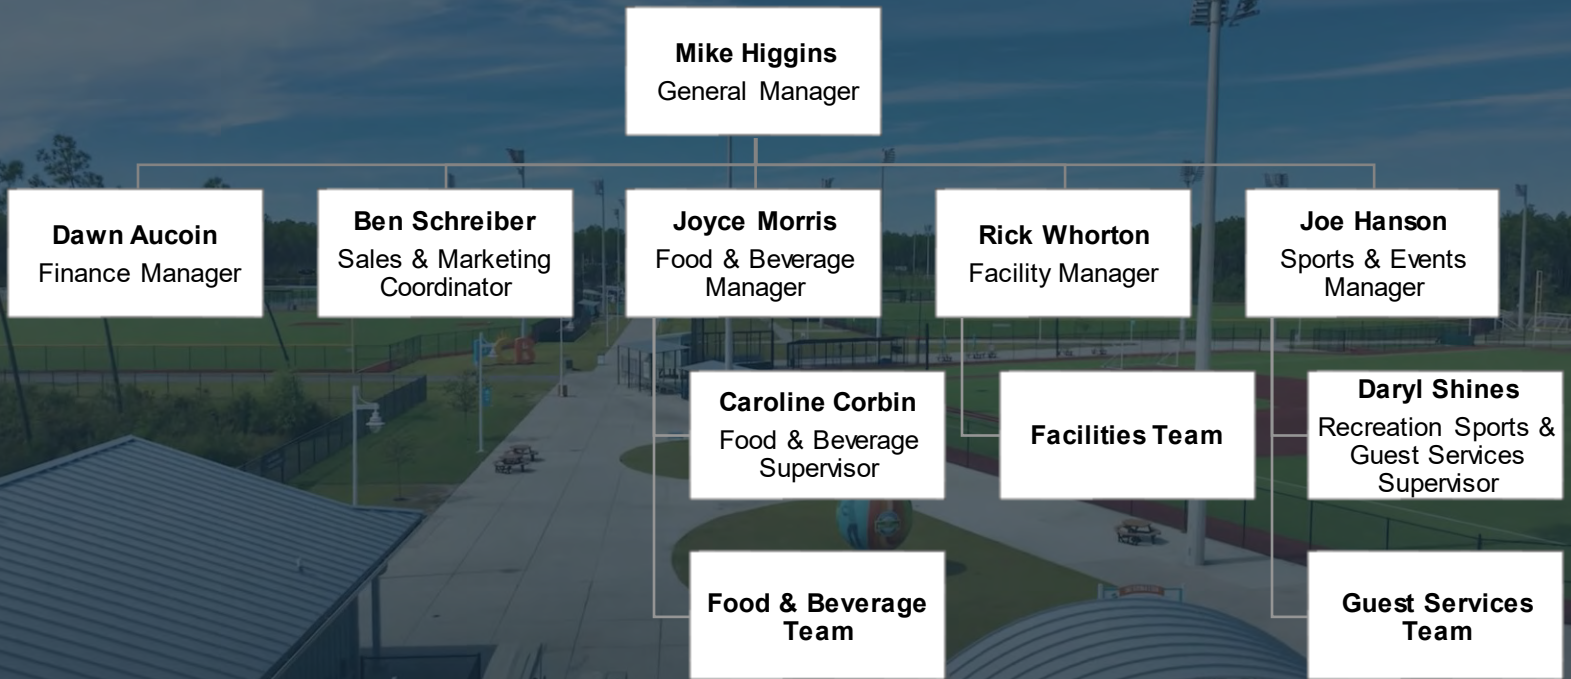 Mike Higgins
General Manager
Dawn Aucoin
Finance Manager
Ben Schreiber
Sales & Marketing
Coordinator
Joyce Morris
Food & Beverage
Manager
Rick Whorton
Facility Manager
Joe Hanson
Sports & Events
Manager
Caroline Corbin
Food & Beverage
Supervisor
Facilities Team
Daryl Shines
Recreation Sports &
Guest Services
Supervisor
Food & Beverage
Team
Guest Services
Team